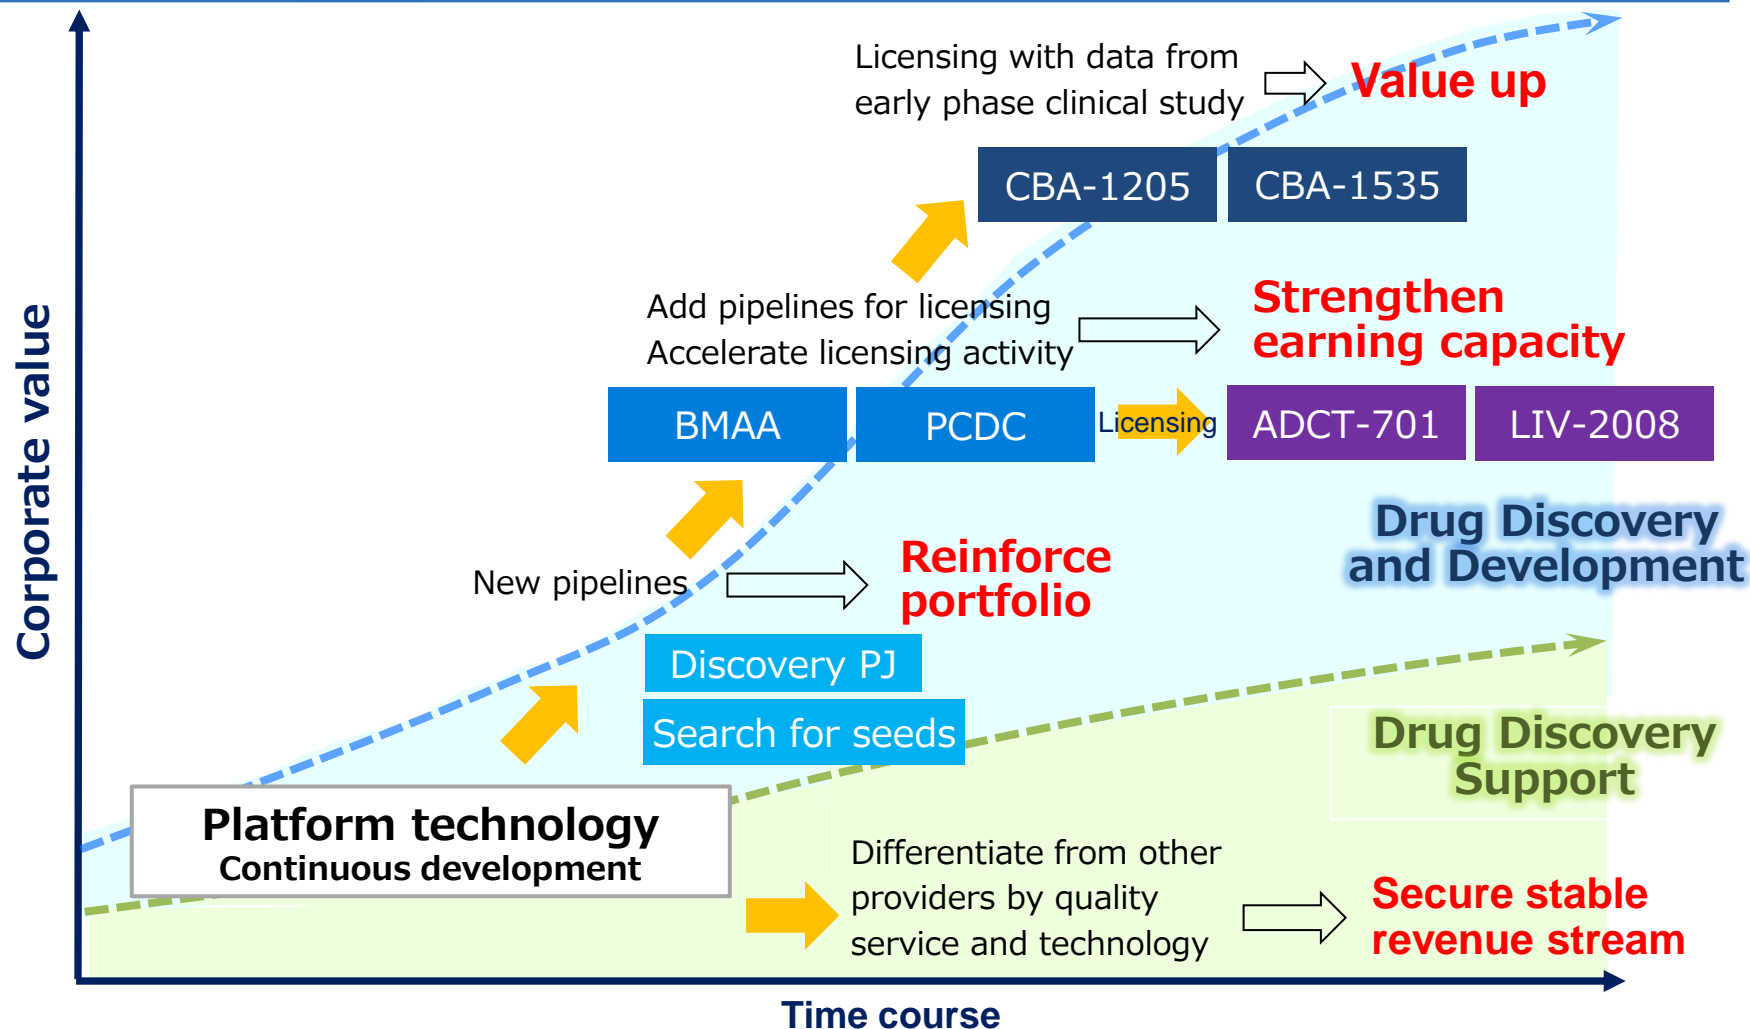 Licensing with data from
early phase clinical study
Value up
CBA-1205
CBA-1535
Add pipelines for licensing
Accelerate licensing activity
Strengthen
earning capacity
BMAA
PCDC
Licensing
ADCT-701
LIV-2008
Drug Discovery
and Development
New pipelines
Reinforce
portfolio
Discovery PJ
Search for seeds
Drug Discovery
Support
Platform technology
Continuous development
Differentiate from other
providers by quality
service and technology
Secure stable
revenue stream
Corporate value
Time course